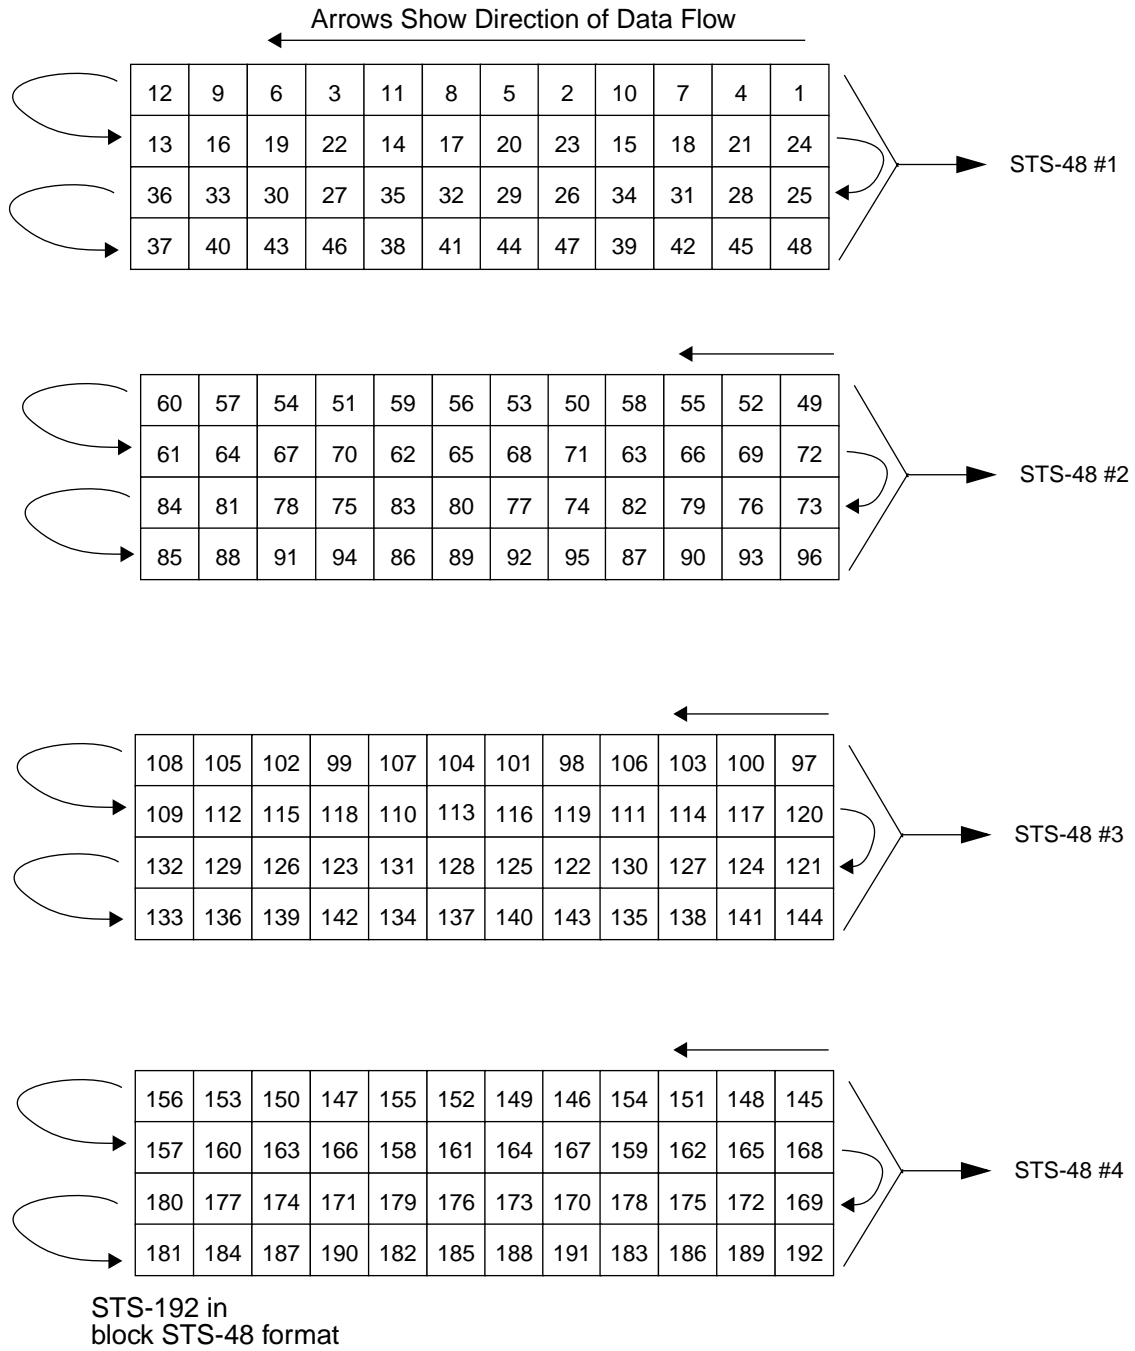 Arrows Show Direction of Data Flow
12 9 6 3 11 8 5 2 10 7 4 1
13 16 19 22 14 17 20 23 15 18 21 24
36 33 30 27 35 32 29 26 34 31 28 25
37 40 43 46 38 41 44 47 39 42 45 48
STS-48 #1
60 57 54 51 59 56 53 50 58 55 52 49
61 64 67 70 62 65 68 71 63 66 69 72
84 81 78 75 83 80 77 74 82 79 76 73
85 88 91 94 86 89 92 95 87 90 93 96
STS-48 #2
108 105 102 99 107 104 101 98 106 103 100 97
109 112 115 118 110 113 116 119 111 114 117 120
132 129 126 123 131 128 125 122 130 127 124 121
133 136 139 142 134 137 140 143 135 138 141 144
STS-48 #3
156 153 150 147 155 152 149 146 154 151 148 145
157 160 163 166 158 161 164 167 159 162 165 168
180 177 174 171 179 176 173 170 178 175 172 169
181 184 187 190 182 185 188 191 183 186 189 192
STS-48 #4
STS-192 in
block STS-48 format